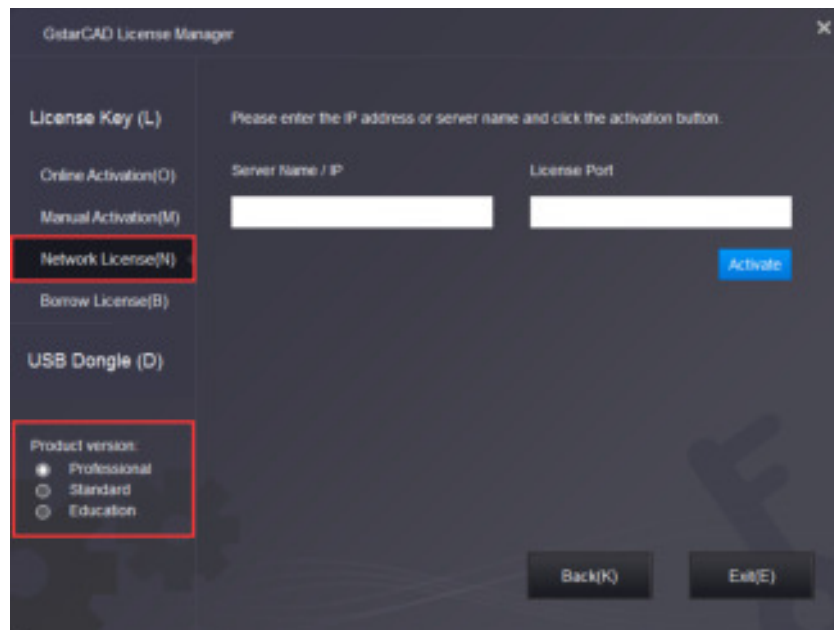 GstarCAD License Manager
License Key (L)
Online Activation(O)
Manual Activation(M)
Network License(N)
Borrow License(B)
USB Dongle (D)
Product version:
Professional
Standard
Education
Please enter the IP address or server name and click the activation button.
Server Name / IP
License Port
Activate
Back(K)
Exit(E)